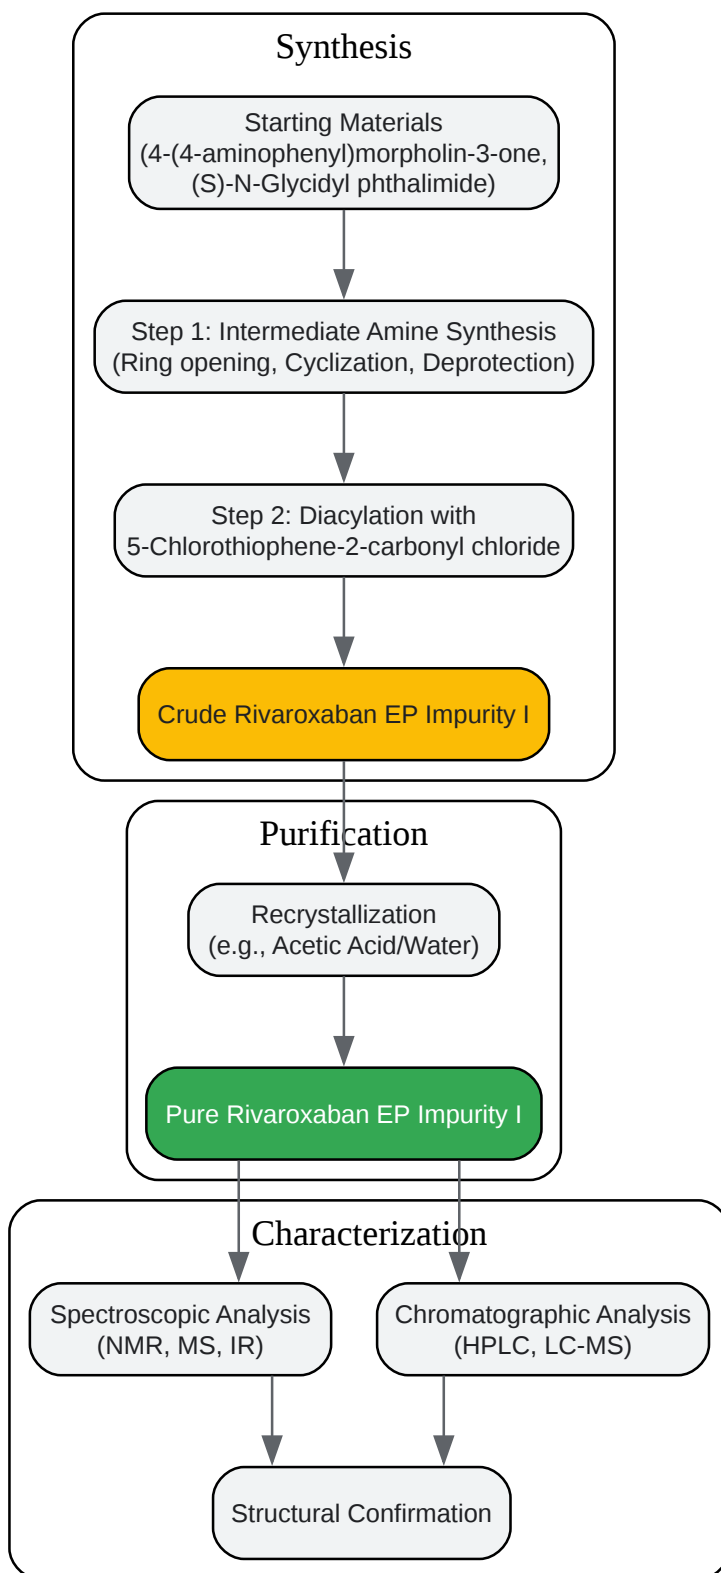 Synthesis
Starting Materials
(4-(4-aminophenyl)morpholin-3-one,
(S)-N-Glycidyl phthalimide)
Step 1: Intermediate Amine Synthesis
(Ring opening, Cyclization, Deprotection)
Step 2: Diacylation with
5-Chlorothiophene-2-carbonyl chloride
Crude Rivaroxaban EP Impurity I
Purification
Recrystallization
(e.g., Acetic Acid/Water)
Pure Rivaroxaban EP Impurity I
Characterization
Spectroscopic Analysis
(NMR, MS, IR)
Chromatographic Analysis
(HPLC, LC-MS)
Structural Confirmation